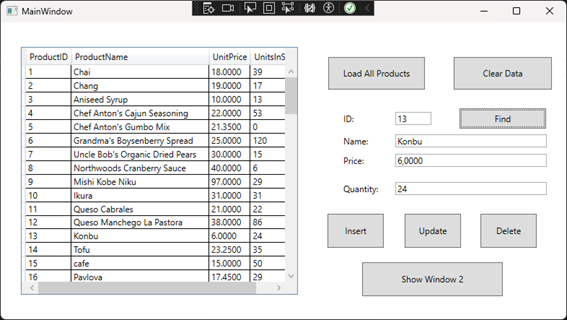 MainWindow
ProductID ProductName UnitPrice UnitsInS
1 Chai 18.0000 39
2 Chang 19.0000 17
3 Aniseed Syrup 10.0000 13
4 Chef Anton's Cajun Seasoning 22.0000 53
5 Chef Anton's Gumbo Mix 21.3500 0
6 Grandma's Boysenberry Spread 25.0000 120
7 Uncle Bob's Organic Dried Pears 30.0000 15
8 Northwoods Cranberry Sauce 40.0000 6
9 Mishi Kobe Niku 97.0000 29
10 Ikura 31.0000 31
11 Queso Cabrales 21.0000 22
12 Queso Manchego La Pastora 38.0000 86
13 Konbu 6.0000 24
14 Tofu 23.2500 35
15 cafe 15.0000 50
16 Pavlova 17.4500 29
Load All Products Clear Data
ID: 13 Find
Name: Konbu
Price: 6,0000
Quantity: 24
Insert Update Delete
Show Window 2